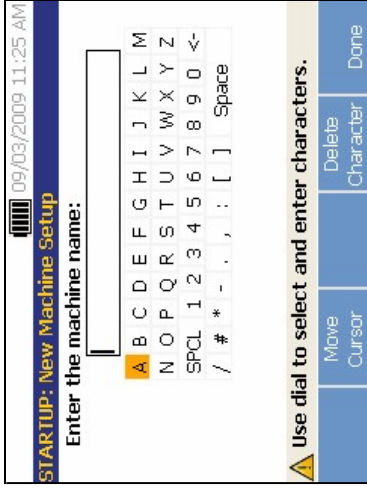 09/03/2009 11:25 AM
STARTUP: New Machine Setup
Enter the machine name:
A B C D E F G H I J K L M
N O P Q R S T U V W X Y Z
SPCL 1 2 3 4 5 6 7 8 9 0 <-
/ # * - . , : [ ] Space
Use dial to select and enter characters.
Move Cursor
Delete Character
Done